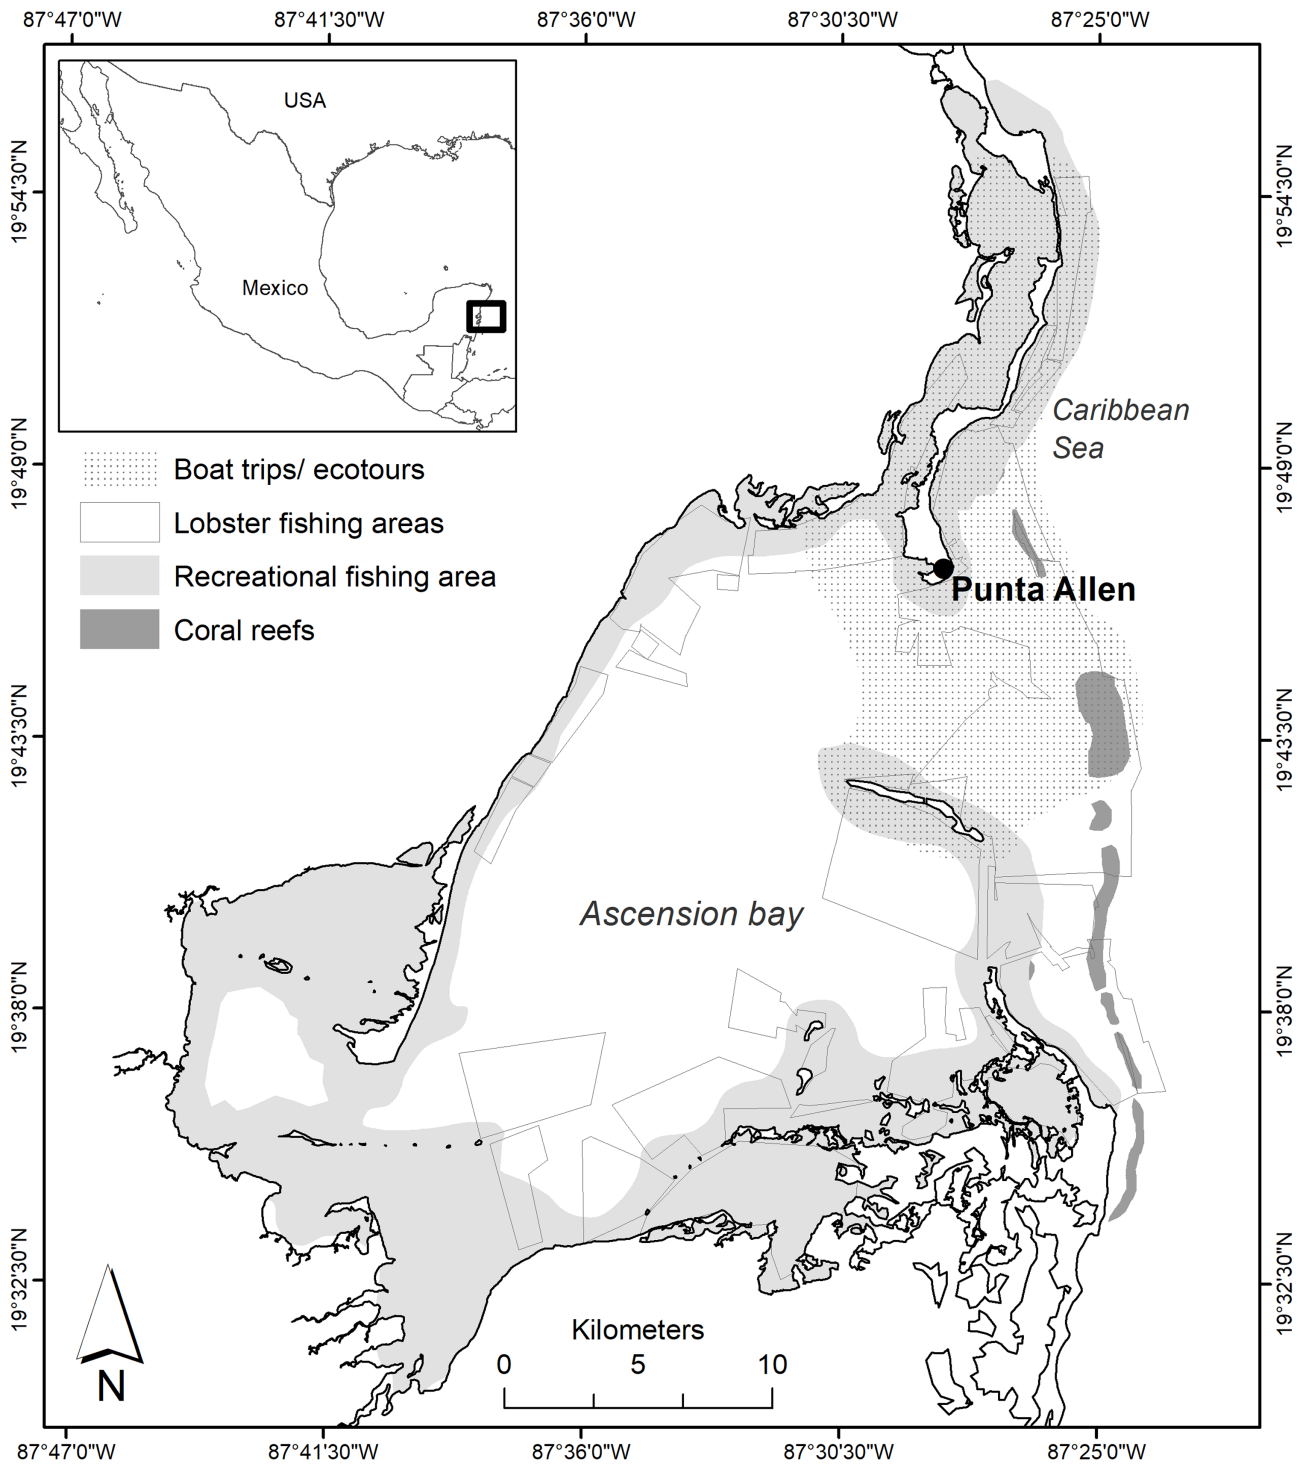 87°47'0"W 87°41'30"W 87°36'0"W 87°30'30"W 87°25'0"W
USA
Mexico
19°54'30"N
19°54'30"N
Caribbean
Sea
19°49'0"N
19°49'0"N
Boat trips/ ecotours
Lobster fishing areas
Recreational fishing area
Coral reefs
Punta Allen
19°43'30"N
19°43'30"N
Ascension bay
19°38'0"N
19°38'0"N
19°32'30"N
19°32'30"N
Kilometers
0 5 10
N
87°47'0"W 87°41'30"W 87°36'0"W 87°30'30"W 87°25'0"W